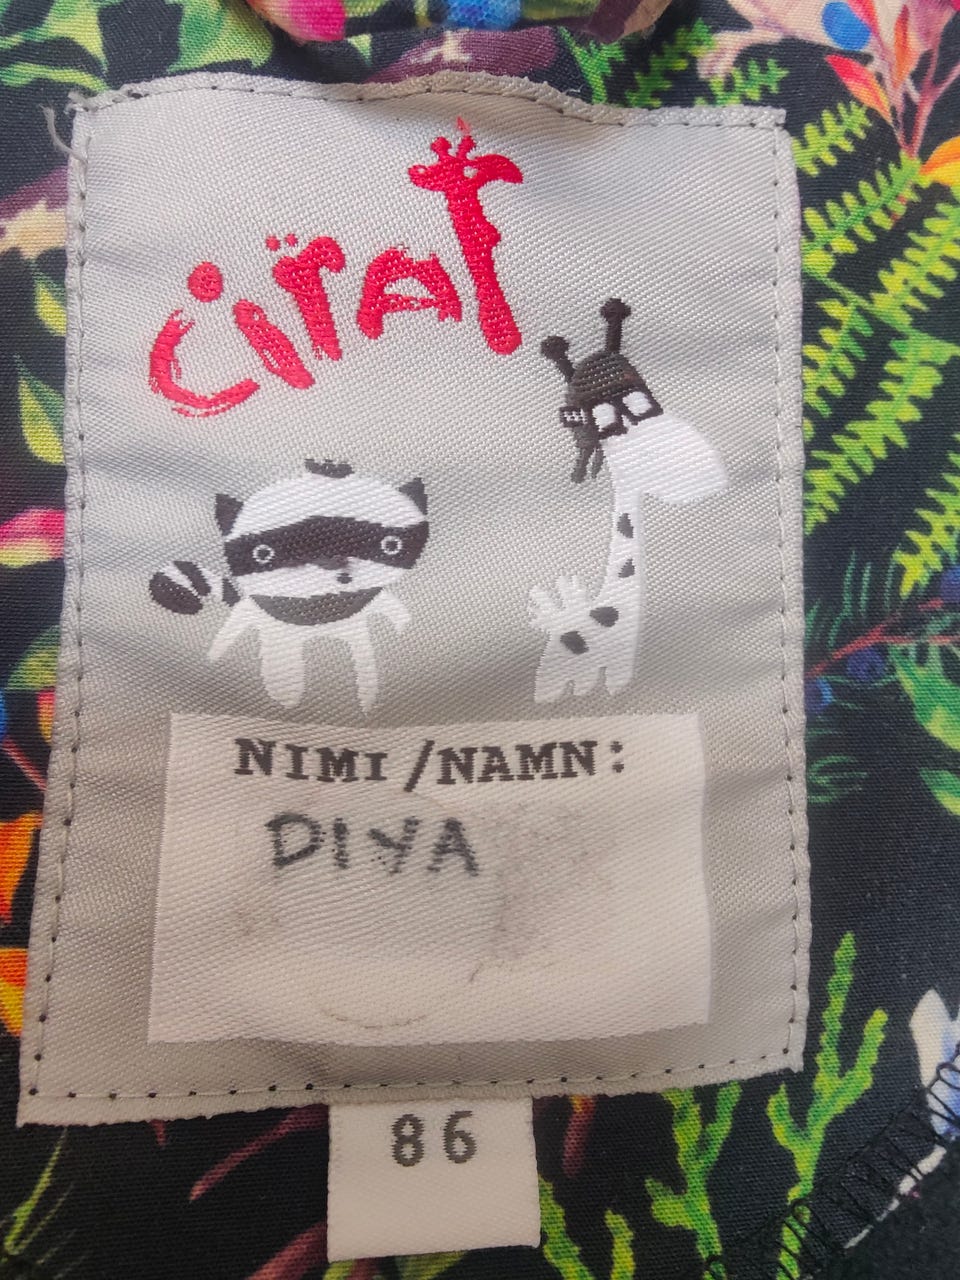 ciraf
NIMI/NAMN:
DIYA
86